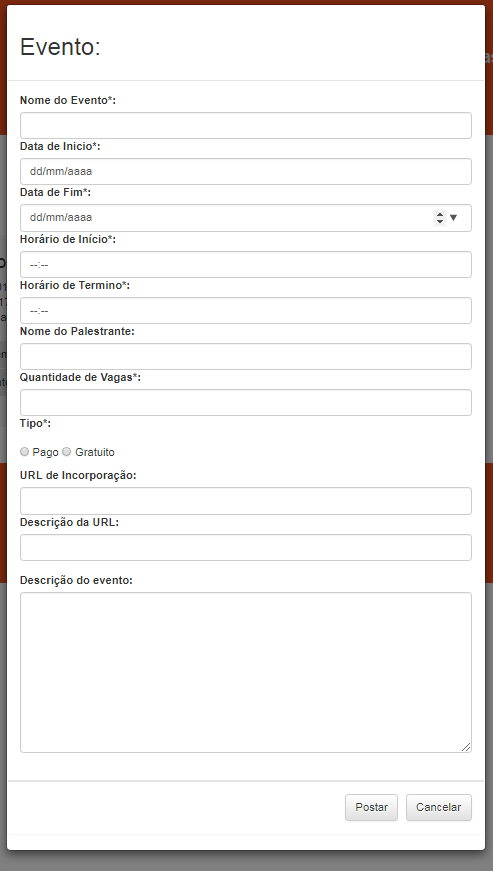 Evento:
Nome do Evento*:
Data de Inicio*:
dd/mm/aaaa
Data de Fim*:
dd/mm/aaaa
Horário de Início*:
--:--
Horário de Termino*:
--:--
Nome do Palestrante:
Quantidade de Vagas*:
Tipo*:
Pago Gratuito
URL de Incorporação:
Descrição da URL:
Descrição do evento:
Postar Cancelar